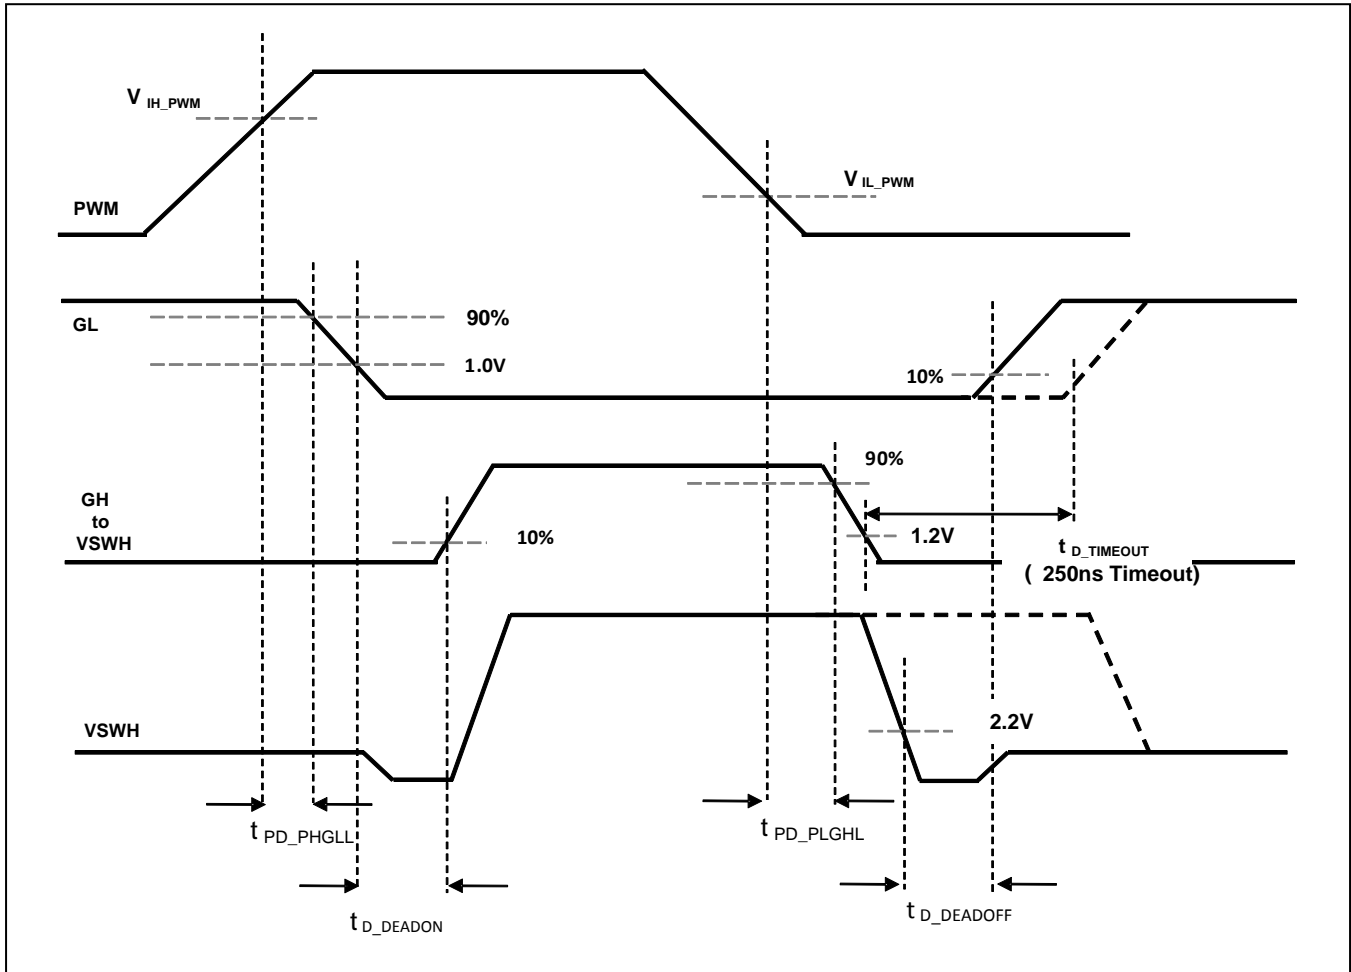 V IH_PWM
V IL_PWM
PWM
GL
90%
1.0V
10%
90%
GH
to
VSWH
10%
1.2V
t D_TIMEOUT
( 250ns Timeout)
2.2V
VSWH
t PD_PHGLL
t PD_PLGHL
t D_DEADON
t D_DEADOFF